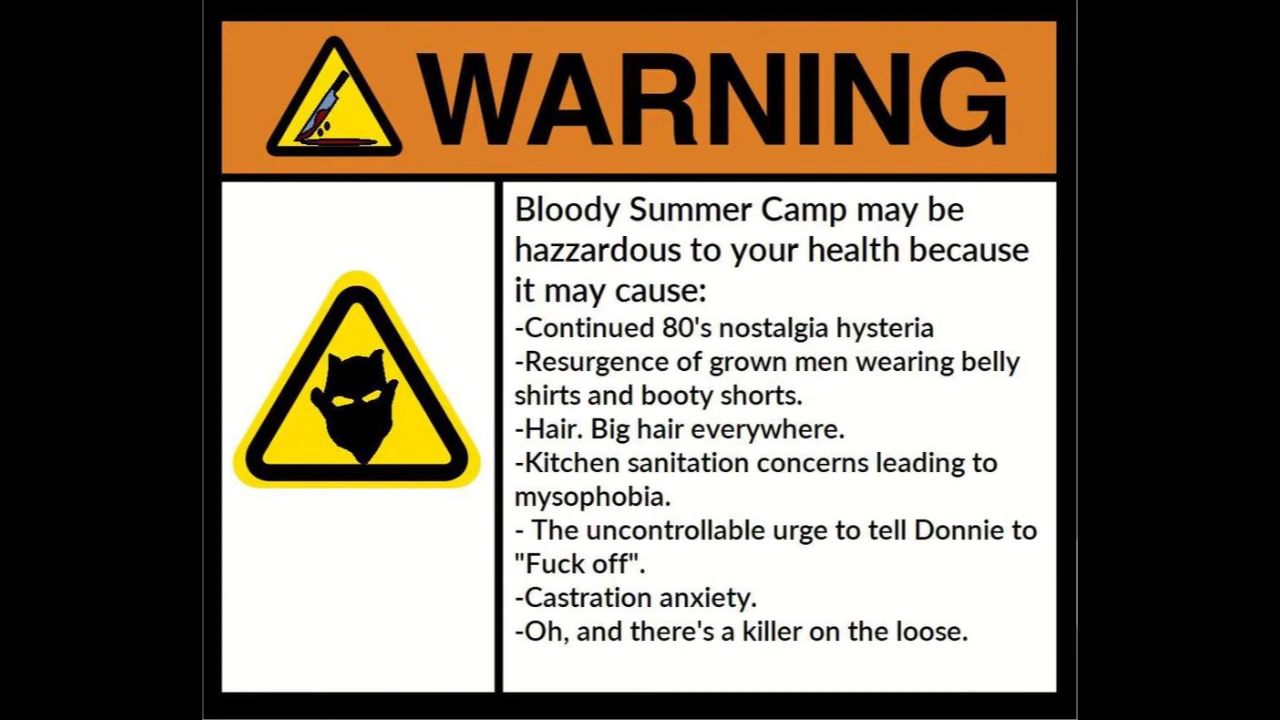 WARNING
Bloody Summer Camp may be
hazzardous to your health because
it may cause:
-Continued 80's nostalgia hysteria
-Resurgence of grown men wearing belly
shirts and booty shorts.
-Hair. Big hair everywhere.
-Kitchen sanitation concerns leading to
mysophobia.
- The uncontrollable urge to tell Donnie to
"Fuck off".
-Castration anxiety.
-Oh, and there's a killer on the loose.